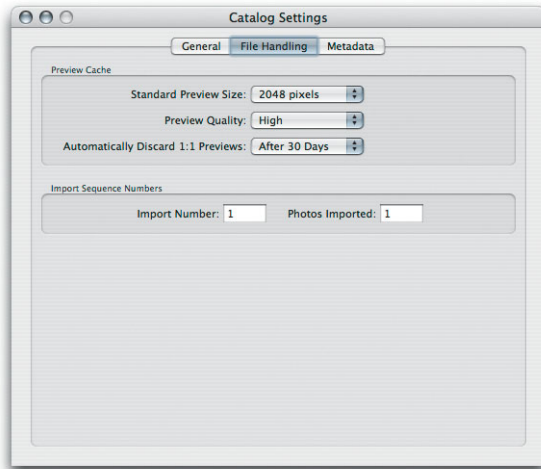 Catalog Settings
General File Handling Metadata
Preview Cache
Standard Preview Size: 2048 pixels
Preview Quality: High
Automatically Discard 1:1 Previews: After 30 Days
Import Sequence Numbers
Import Number: 1 Photos Imported: 1